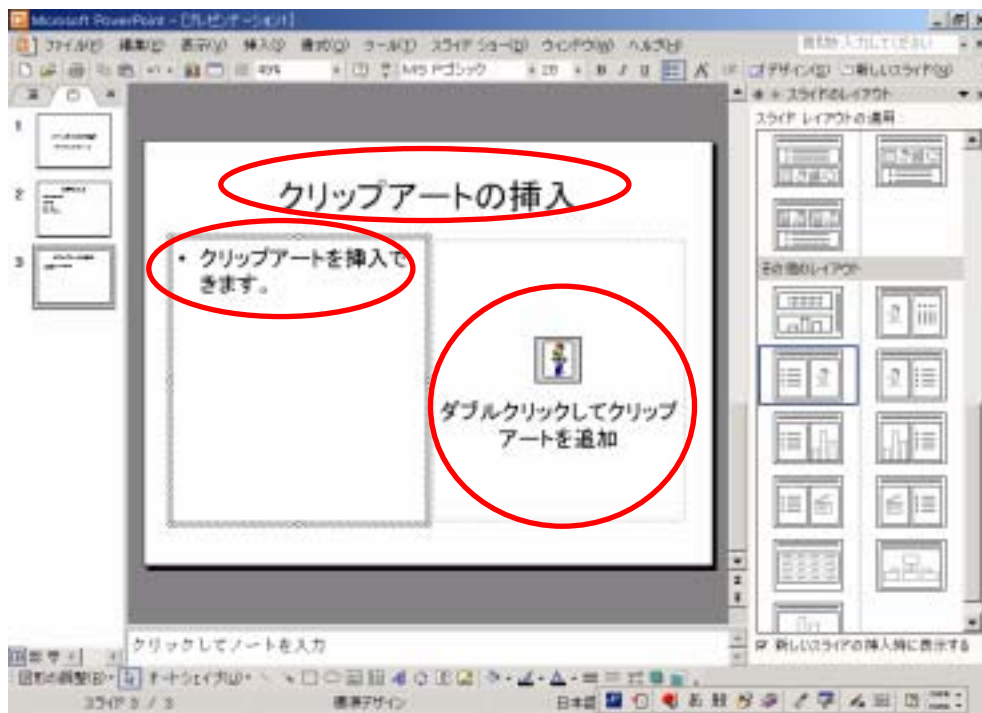 Microsoft PowerPoint - [プレゼンテーション1]
ファイル(F) 編集(E) 表示(V) 挿入(I) 書式(O) ツール(T) スライド ショー(D) ウィンドウ(W) ヘルプ(H)
49% MS Pゴシック 28 B I U デザイン(S) 新しいスライド(N)
スライドのレイアウト
スライド レイアウトの適用:
1
2
3
クリップアートの挿入
• クリップアートを挿入で
きます。
ダブルクリックしてクリップ
アートを追加
その他のレイアウト
クリックしてノートを入力
新しいスライドの挿入時に表示する
図形の調整(R) オートシェイプ(U)
スライド 3 / 3 標準デザイン 日本語